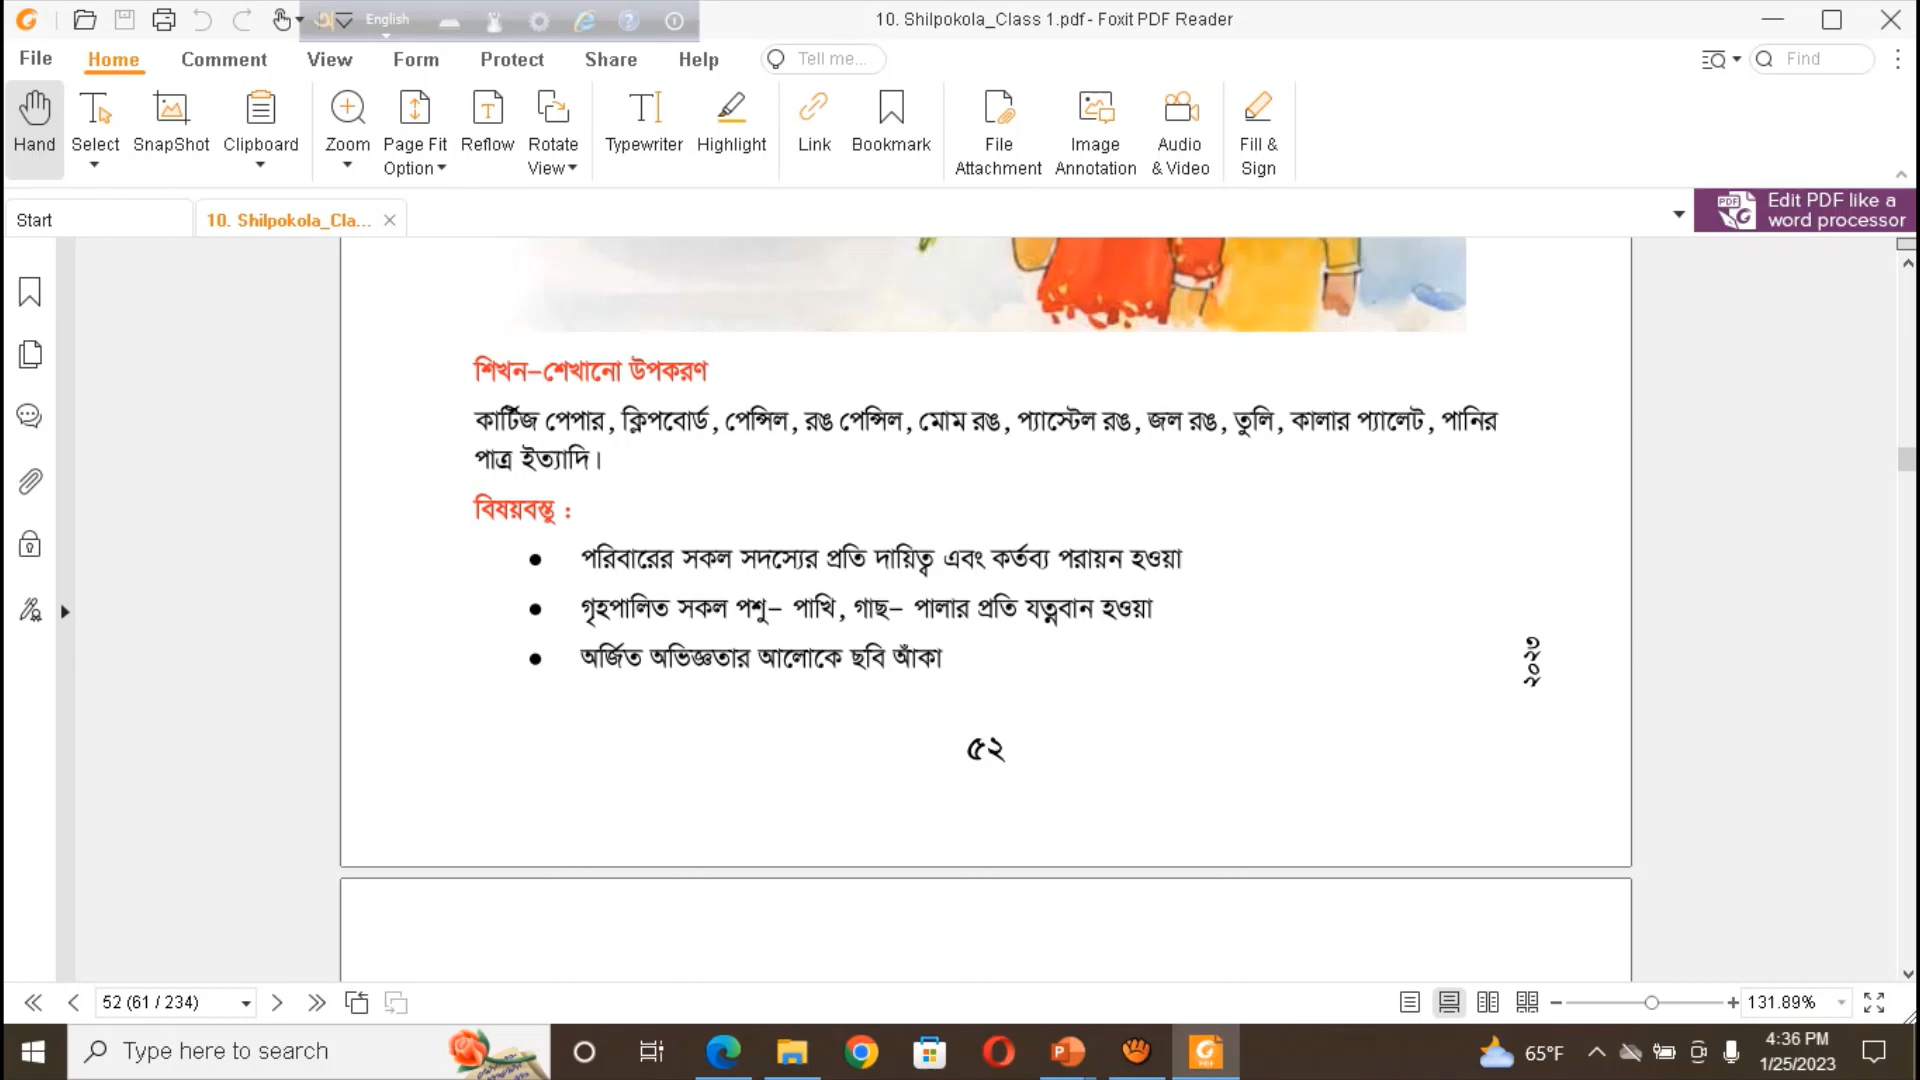 English
10. Shilpokola_Class 1.pdf - Foxit PDF Reader
File Home Comment View Form Protect Share Help Tell me... Find
Hand Select SnapShot Clipboard Zoom Page Fit Option Reflow Rotate View Typewriter Highlight Link Bookmark File Attachment Image Annotation Audio & Video Fill & Sign
Start 10. Shilpokola_Cla... Edit PDF like a
word processor
শিখন-শেখানো উপকরণ
কার্টিজ পেপার, ক্লিপবোর্ড, পেন্সিল, রঙ পেন্সিল, মোম রঙ, প্যাস্টেল রঙ, জল রঙ, তুলি, কালার প্যালেট, পানির
পাত্র ইত্যাদি।
বিষয়বস্তু :
● পরিবারের সকল সদস্যের প্রতি দায়িত্ব এবং কর্তব্য পরায়ন হওয়া
● গৃহপালিত সকল পশু- পাখি, গাছ- পালার প্রতি যত্নবান হওয়া
● অর্জিত অভিজ্ঞতার আলোকে ছবি আঁকা
২০২৩
৫২
52 (61 / 234) 131.89%
Type here to search 65°F 4:36 PM
1/25/2023